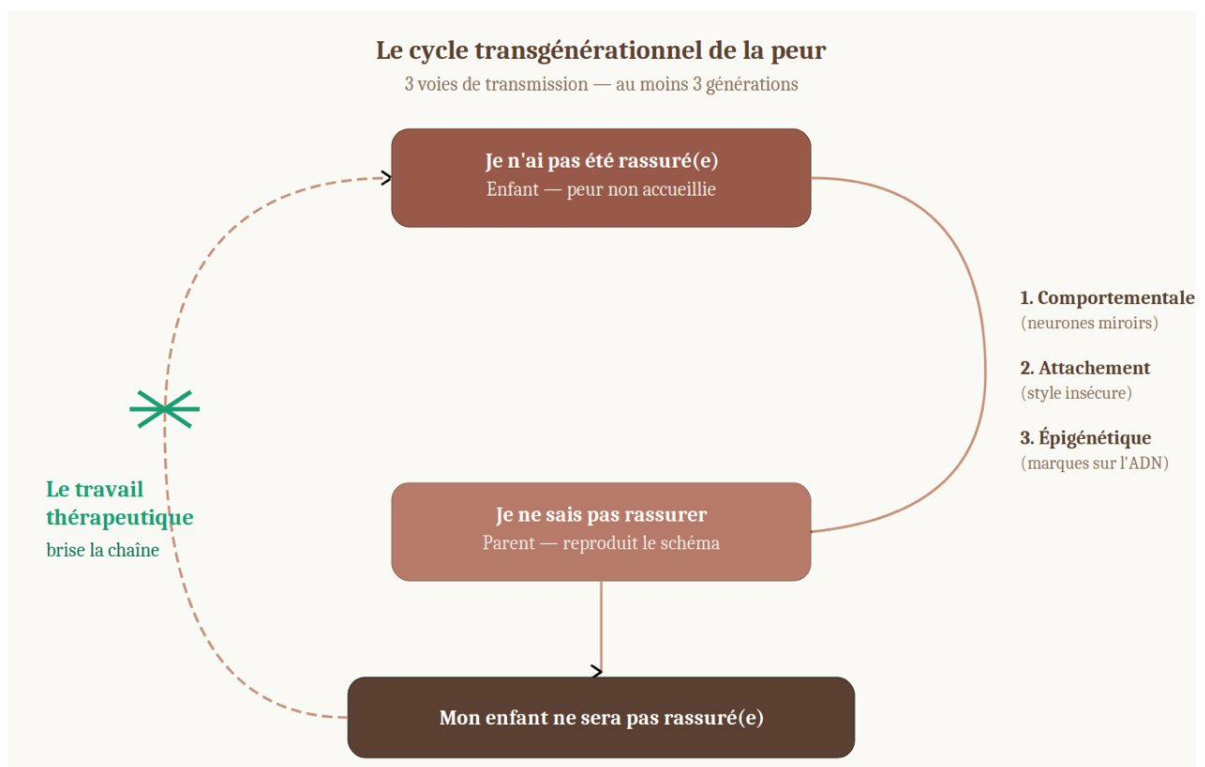 Le cycle transgénérationnel de la peur
3 voies de transmission — au moins 3 générations
Je n'ai pas été rassuré(e)
Enfant — peur non accueillie
1. Comportementale
(neurones miroirs)
2. Attachement
(style insécure)
3. Épigénétique
(marques sur l'ADN)
Le travail
thérapeutique
brise la chaîne
Je ne sais pas rassurer
Parent — reproduit le schéma
Mon enfant ne sera pas rassuré(e)